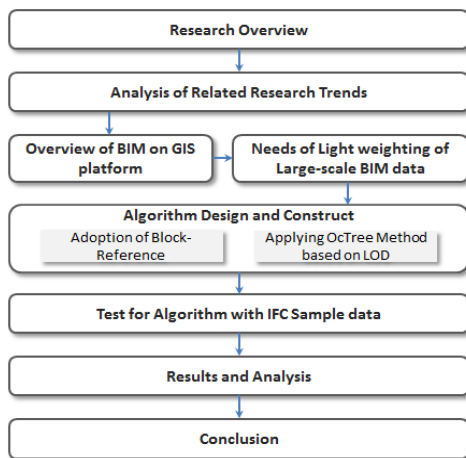 Research Overview
Analysis of Related Research Trends
Overview of BIM on GIS
platform
Needs of Light weighting of
Large-scale BIM data
Algorithm Design and Construct
Adoption of Block-
Reference
Applying OcTree Method
based on LOD
Test for Algorithm with IFC Sample data
Results and Analysis
Conclusion